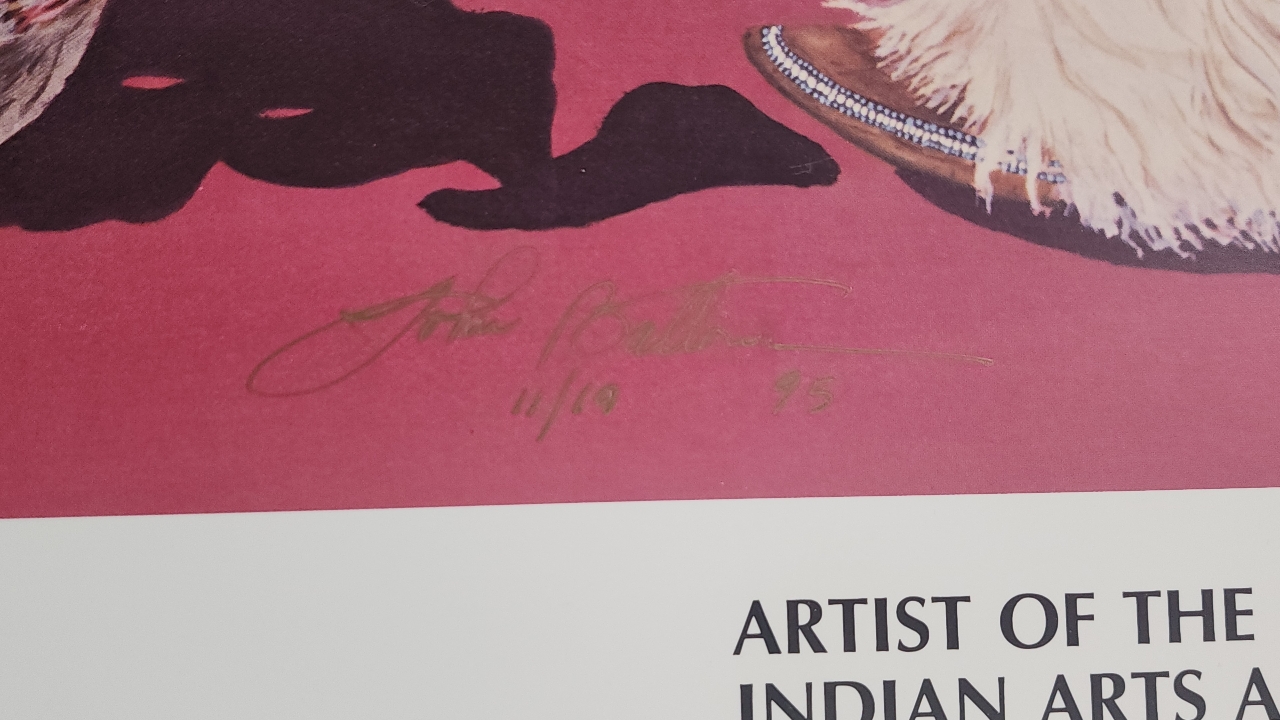 John Balloue
11/19 95
ARTIST OF THE
INDIAN ARTS A